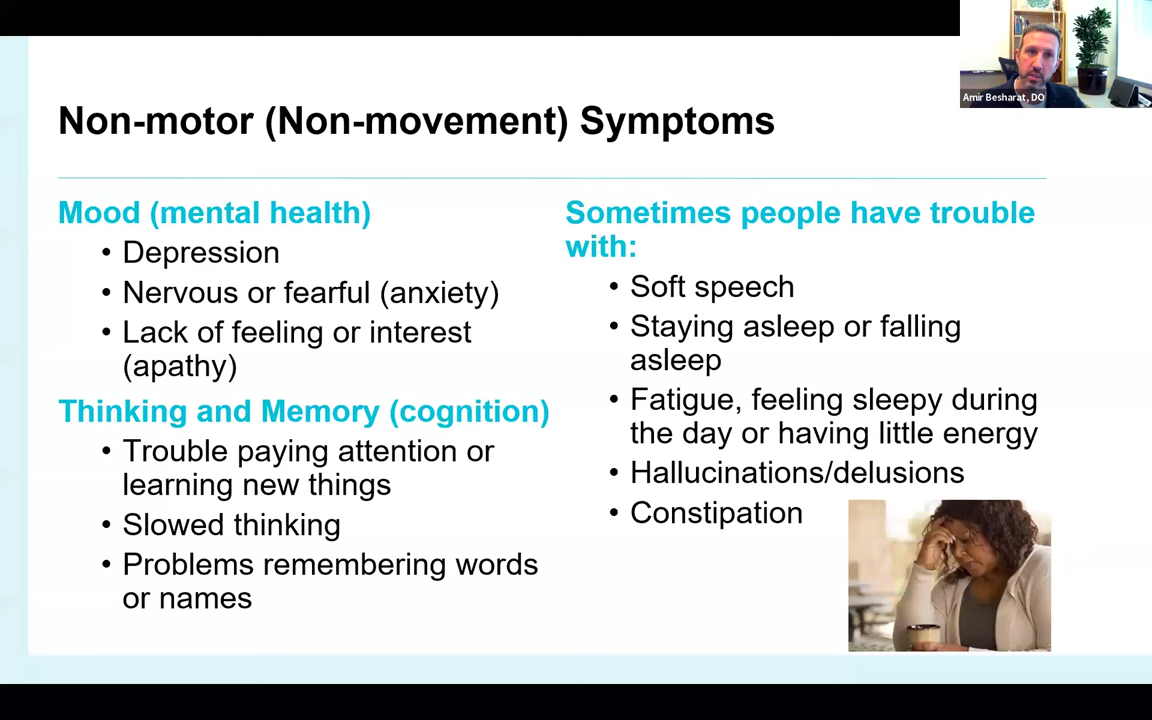 Amir Besharat, DO
Non-motor (Non-movement) Symptoms
Mood (mental health)
• Depression
• Nervous or fearful (anxiety)
• Lack of feeling or interest
(apathy)
Thinking and Memory (cognition)
• Trouble paying attention or
learning new things
• Slowed thinking
• Problems remembering words
or names
Sometimes people have trouble
with:
• Soft speech
• Staying asleep or falling
asleep
• Fatigue, feeling sleepy during
the day or having little energy
• Hallucinations/delusions
• Constipation